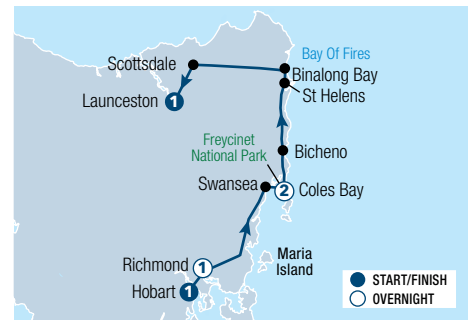 Scottsdale
Bay Of Fires
Binalong Bay
Launceston
1
St Helens
Freycinet
National Park
Bicheno
Swansea
2
Coles Bay
Richmond
1
Maria
Island
Hobart
1
START/FINISH
OVERNIGHT